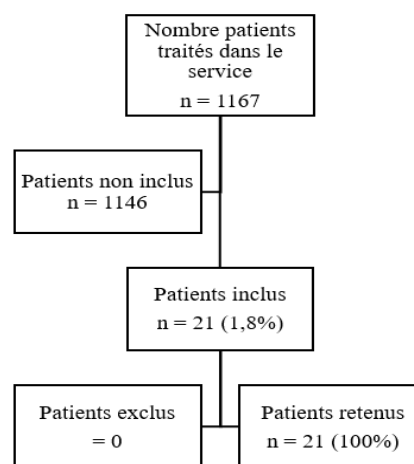 Nombre patients
traités dans le
service
n = 1167
Patients non inclus
n = 1146
Patients inclus
n = 21 (1,8%)
Patients exclus
= 0
Patients retenus
n = 21 (100%)